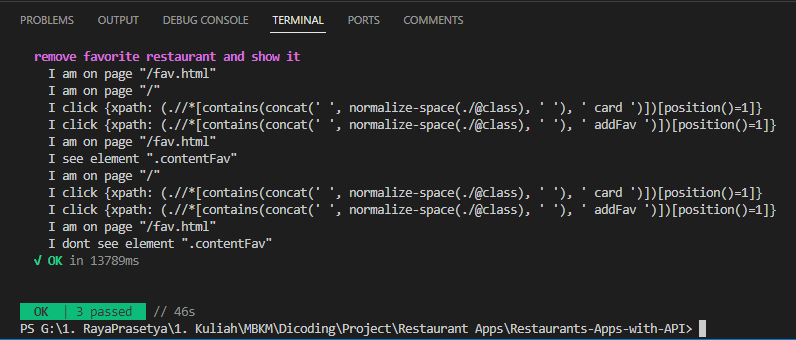 PROBLEMS OUTPUT DEBUG CONSOLE TERMINAL PORTS COMMENTS
remove favorite restaurant and show it
I am on page "/fav.html"
I am on page "/"
I click {xpath: (.//*[contains(concat(' ', normalize-space(./@class), ' '), ' card ')])[position()=1]}
I click {xpath: (.//*[contains(concat(' ', normalize-space(./@class), ' '), ' addFav ')])[position()=1]}
I am on page "/fav.html"
I see element ".contentFav"
I am on page "/"
I click {xpath: (.//*[contains(concat(' ', normalize-space(./@class), ' '), ' card ')])[position()=1]}
I click {xpath: (.//*[contains(concat(' ', normalize-space(./@class), ' '), ' addFav ')])[position()=1]}
I am on page "/fav.html"
I dont see element ".contentFav"
√ OK in 13789ms
OK | 3 passed // 46s
PS G:\1. RayaPrasetya\1. Kuliah\MBKM\Dicoding\Project\Restaurant Apps\Restaurants-Apps-with-API>